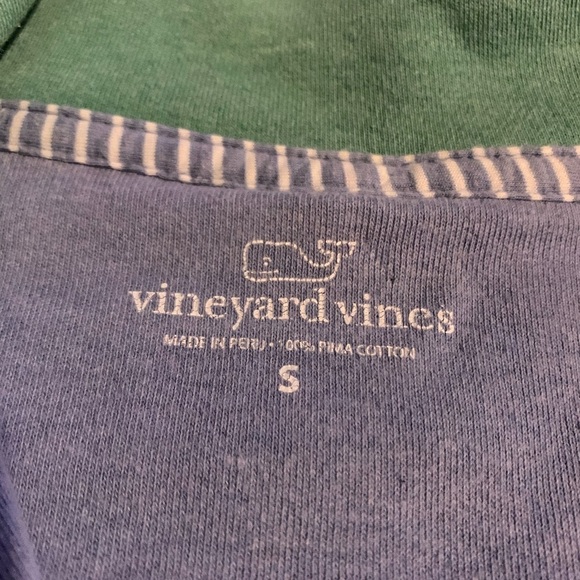 vineyard vines
MADE IN PERU • 100% PIMA COTTON
S